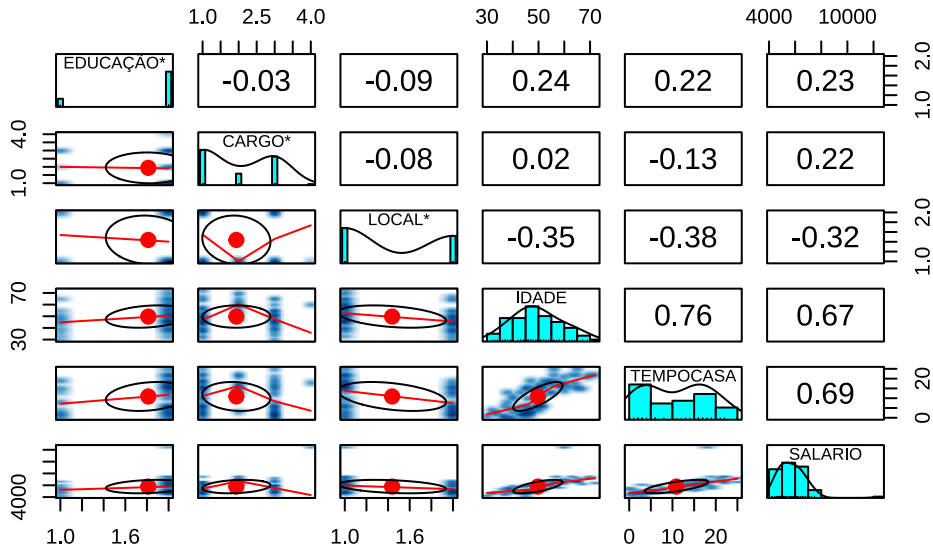 1.0 2.5 4.0 30 50 70 4000 10000
EDUCAÇÃO* -0.03 -0.09 0.24 0.22 0.23 1.0 2.0
1.0 4.0 CARGO* -0.08 0.02 -0.13 0.22
LOCAL* -0.35 -0.38 -0.32 1.0 2.0
30 70 IDADE 0.76 0.67
TEMPOCASA 0.69 0 20
4000 SALARIO
1.0 1.6 1.0 1.6 0 10 20